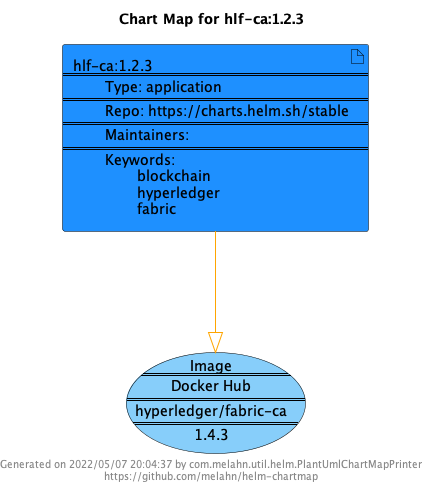 Chart Map for hlf-ca:1.2.3
hlf-ca:1.2.3
Type: application
Repo: https://charts.helm.sh/stable
Maintainers:
Keywords:
blockchain
hyperledger
fabric
Image
Docker Hub
hyperledger/fabric-ca
1.4.3
Generated on 2022/05/07 20:04:37 by com.melahn.util.helm.PlantUmlChartMapPrinter
https://github.com/melahn/helm-chartmap